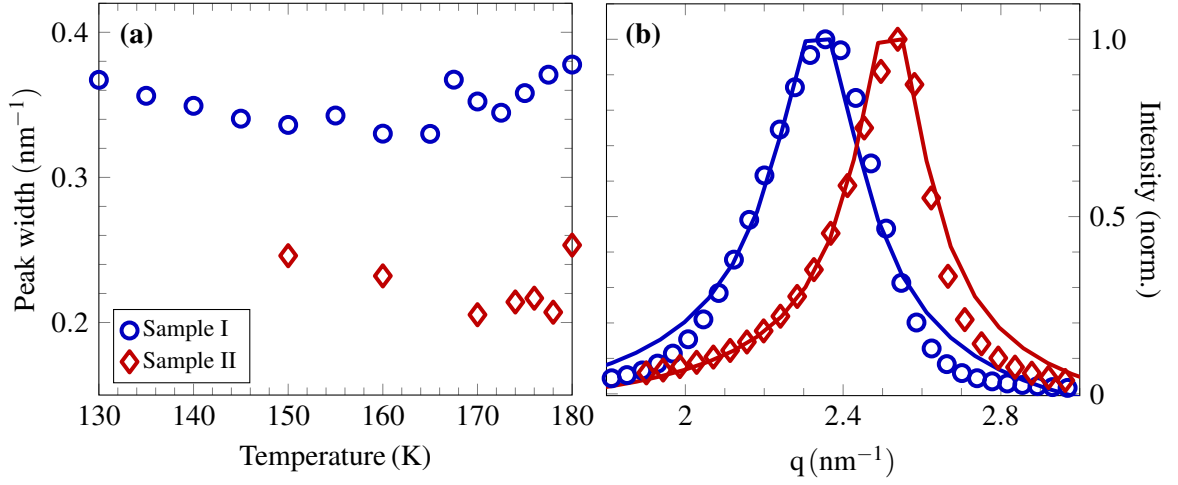 (a)
Peak width (nm⁻¹)
0.4
0.3
0.2
Sample I
Sample II
130 140 150 160 170 180
Temperature (K)
(b)
1.0
0.5
0
Intensity (norm.)
2 2.4 2.8
q (nm⁻¹)